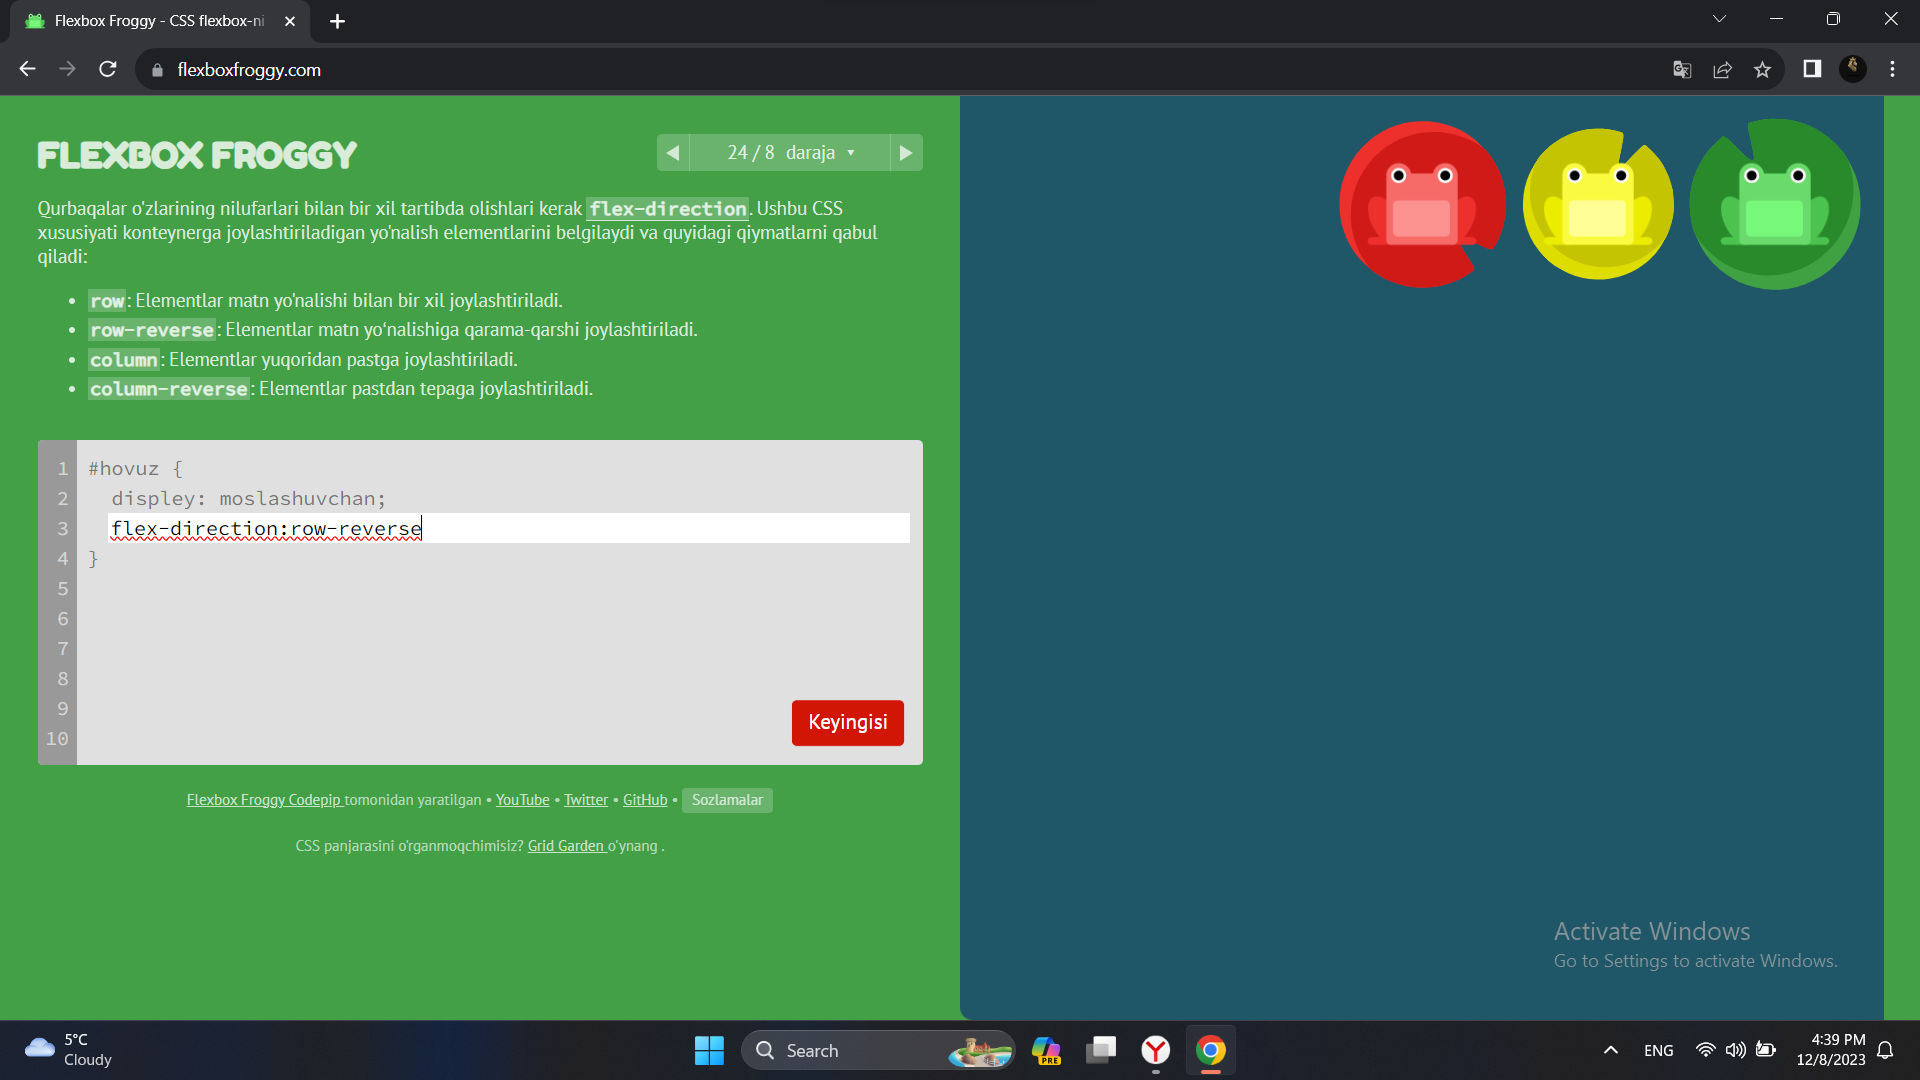 Flexbox Froggy - CSS flexbox-ni
flexboxfroggy.com
FLEXBOX FROGGY
24 / 8 daraja
Qurbaqalar o'zlarining nilufarlari bilan bir xil tartibda olishlari kerak flex-direction. Ushbu CSS
xususiyati konteynerga joylashtiriladigan yo'nalish elementlarini belgilaydi va quyidagi qiymatlarni qabul
qiladi:
• row: Elementlar matn yo'nalishi bilan bir xil joylashtiriladi.
• row-reverse: Elementlar matn yoʻnalishiga qarama-qarshi joylashtiriladi.
• column: Elementlar yuqoridan pastga joylashtiriladi.
• column-reverse: Elementlar pastdan tepaga joylashtiriladi.
1 #hovuz {
2 displey: moslashuvchan;
3 flex-direction:row-reverse
4 }
5
6
7
8
9
10
Keyingisi
Flexbox Froggy Codepip tomonidan yaratilgan • YouTube • Twitter • GitHub • Sozlamalar
CSS panjarasini o'rganmoqchimisiz? Grid Garden o'ynang .
Activate Windows
Go to Settings to activate Windows.
5°C
Cloudy
Search
PRE
ENG
4:39 PM
12/8/2023